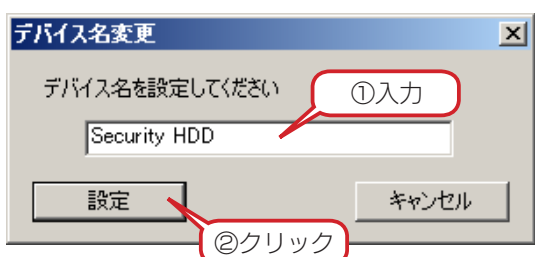 デバイス名変更
デバイス名を設定してください
①入力
Security HDD
設定
キャンセル
②クリック